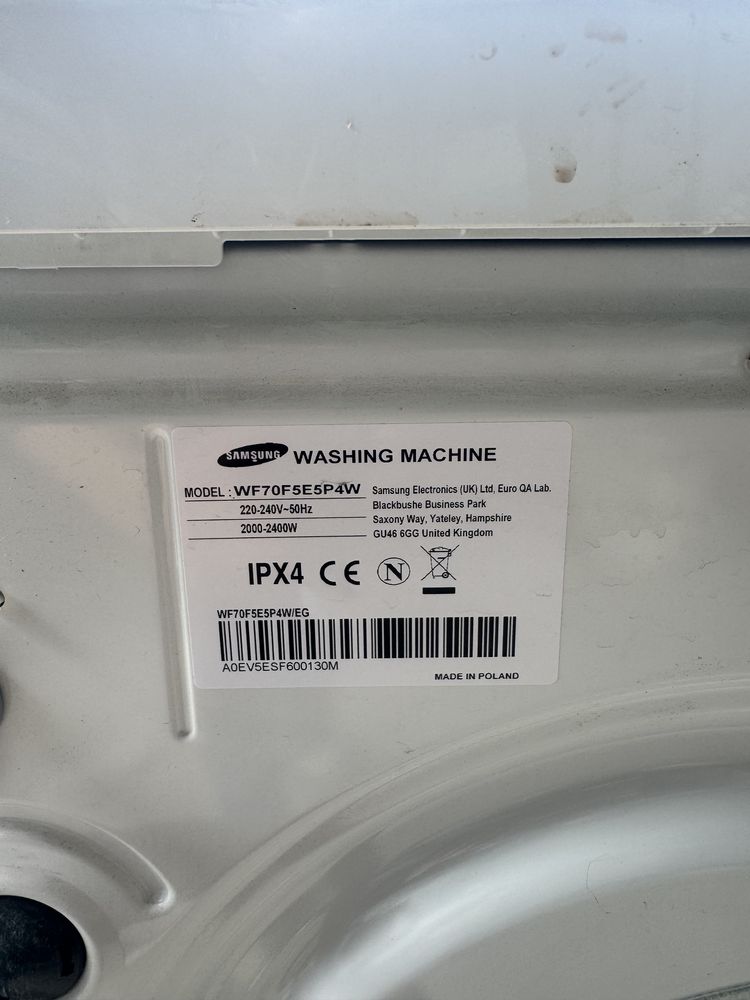 SAMSUNG WASHING MACHINE
MODEL : WF70F5E5P4W
220-240V~50Hz
2000-2400W
Samsung Electronics (UK) Ltd, Euro QA Lab.
Blackbushe Business Park
Saxony Way, Yateley, Hampshire
GU46 6GG United Kingdom
IPX4 CE N
WF70F5E5P4W/EG
A0EV5ESF600130M
MADE IN POLAND